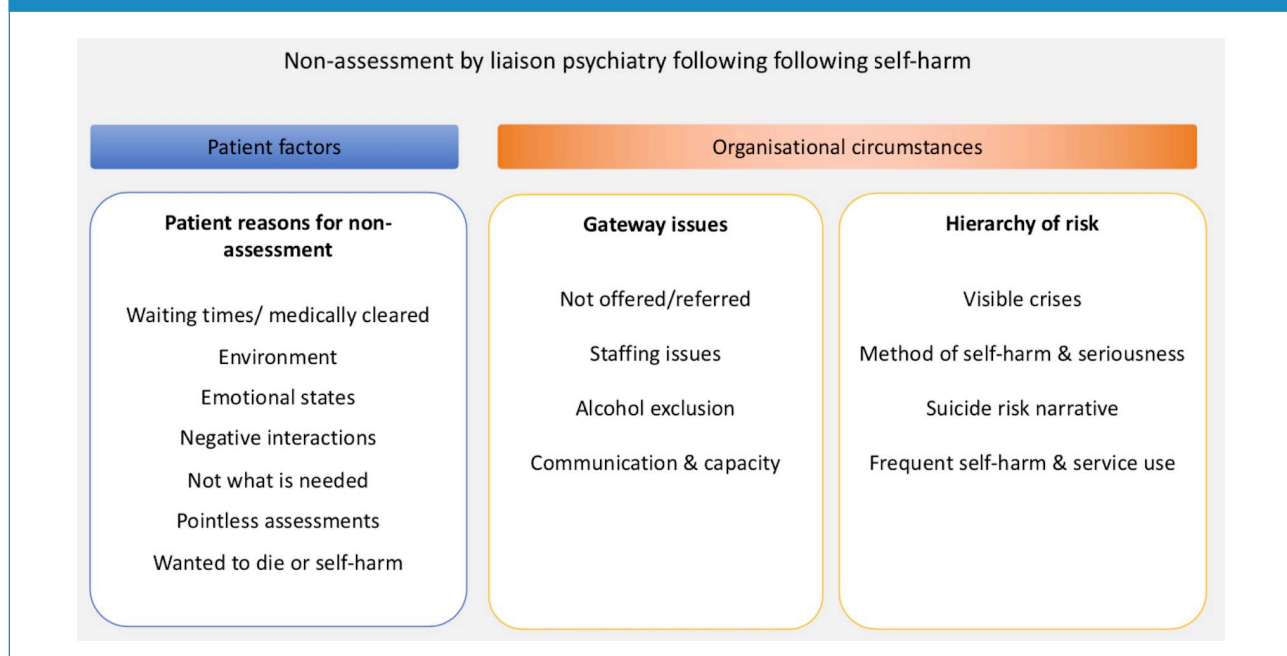 Non-assessment by liaison psychiatry following following self-harm
Patient factors
Organisational circumstances
Patient reasons for non-
assessment
Waiting times/ medically cleared
Environment
Emotional states
Negative interactions
Not what is needed
Pointless assessments
Wanted to die or self-harm
Gateway issues
Not offered/referred
Staffing issues
Alcohol exclusion
Communication & capacity
Hierarchy of risk
Visible crises
Method of self-harm & seriousness
Suicide risk narrative
Frequent self-harm & service use